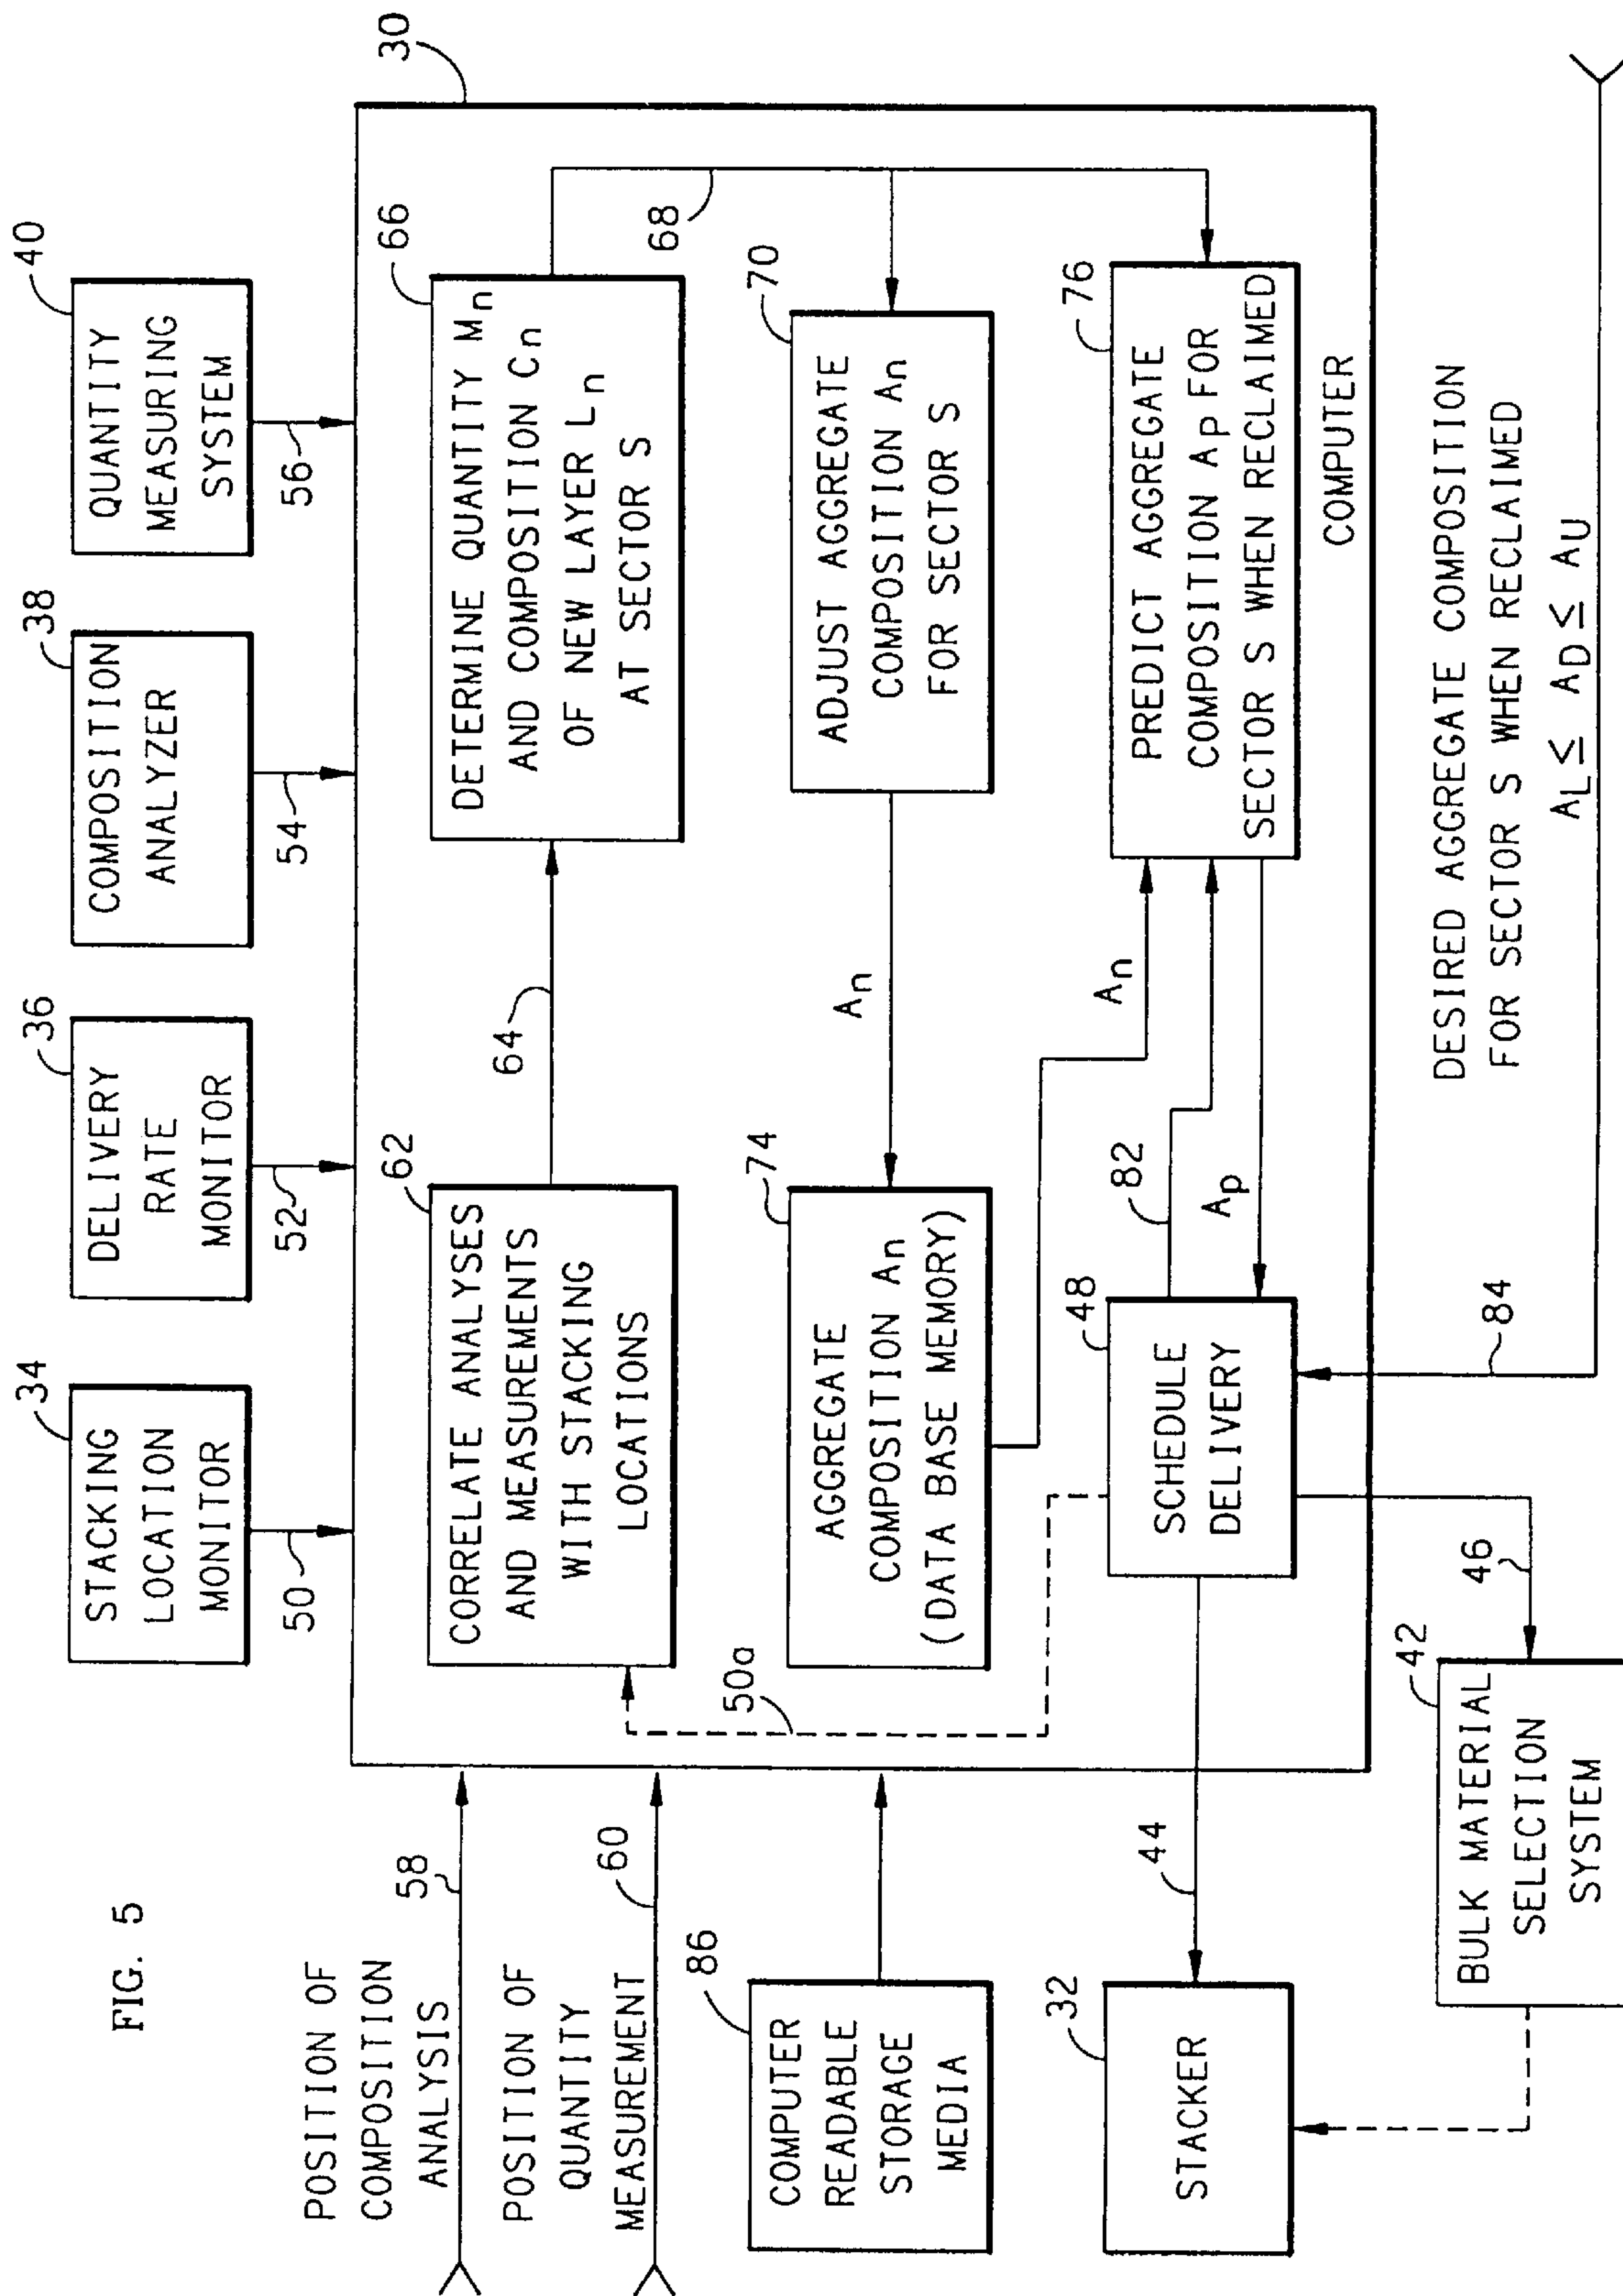 FIG. 5
34
STACKING
LOCATION
MONITOR
50
36
DELIVERY
RATE
MONITOR
52
38
COMPOSITION
ANALYZER
54
40
QUANTITY
MEASURING
SYSTEM
56
30
POSITION OF
COMPOSITION
ANALYSIS
58
POSITION OF
QUANTITY
MEASUREMENT
60
62
CORRELATE ANALYSES
AND MEASUREMENTS
WITH STACKING
LOCATIONS
64
66
DETERMINE QUANTITY Mn
AND COMPOSITION Cn
OF NEW LAYER Ln
AT SECTOR S
68
50a
86
COMPUTER
READABLE
STORAGE
MEDIA
74
AGGREGATE
COMPOSITION An
(DATA BASE MEMORY)
An
70
ADJUST AGGREGATE
COMPOSITION An
FOR SECTOR S
An
32
STACKER
44
48
SCHEDULE
DELIVERY
82
Ap
76
PREDICT AGGREGATE
COMPOSITION AP FOR
SECTOR S WHEN RECLAIMED
COMPUTER
42
BULK MATERIAL
SELECTION
SYSTEM
46
84
DESIRED AGGREGATE COMPOSITION
FOR SECTOR S WHEN RECLAIMED
AL ≤ AD ≤ AU